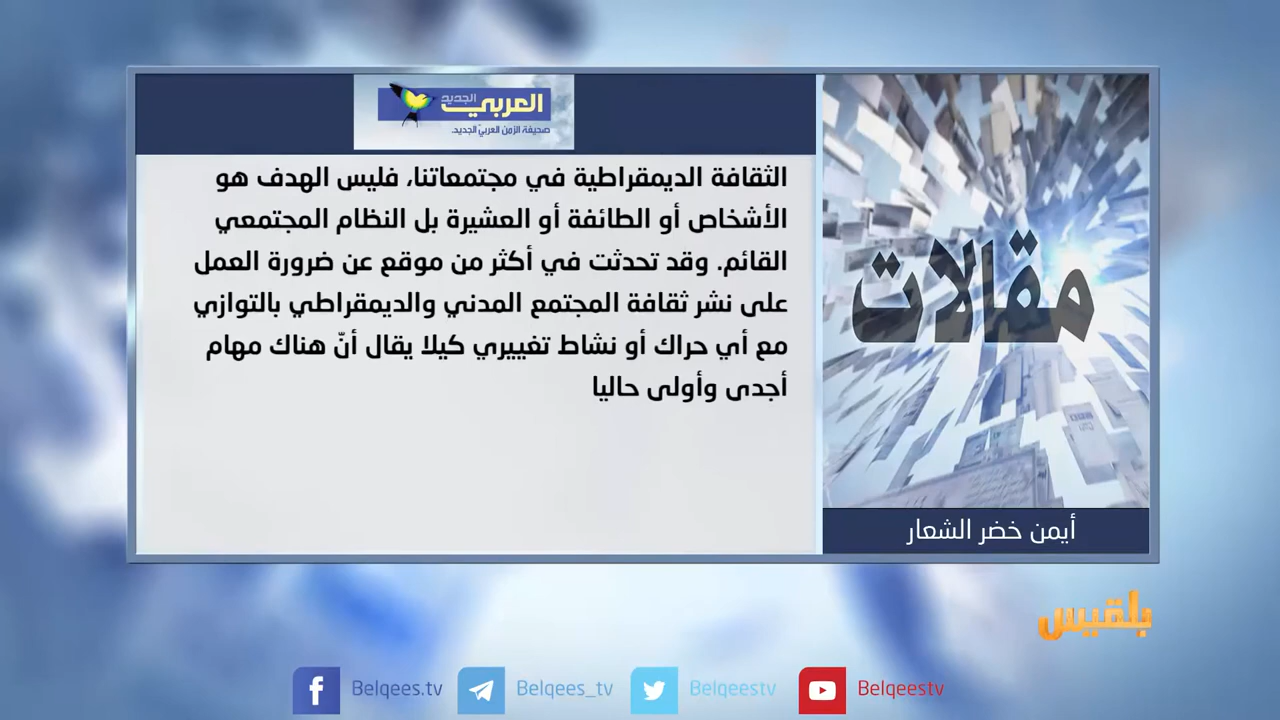 العربي الجديد
صحيفة الزمن العربيّ الجديد.
الثقافة الديمقراطية في مجتمعاتنا، فليس الهدف هو
الأشخاص أو الطائفة أو العشيرة بل النظام المجتمعي
القائم. وقد تحدثت في أكثر من موقع عن ضرورة العمل
على نشر ثقافة المجتمع المدني والديمقراطي بالتوازي
مع أي حراك أو نشاط تغييري كيلا يقال أنّ هناك مهام
أجدى وأولى حاليا
مقالات
أيمن خضر الشعار
بلقيس
Belqees.tv Belqees_tv Belqeestv Belqeestv